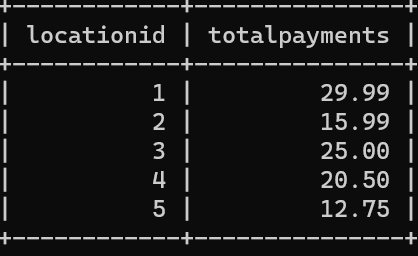 +------------+---------------+
| locationid | totalpayments |
+------------+---------------+
|          1 |         29.99 |
|          2 |         15.99 |
|          3 |         25.00 |
|          4 |         20.50 |
|          5 |         12.75 |
+------------+---------------+